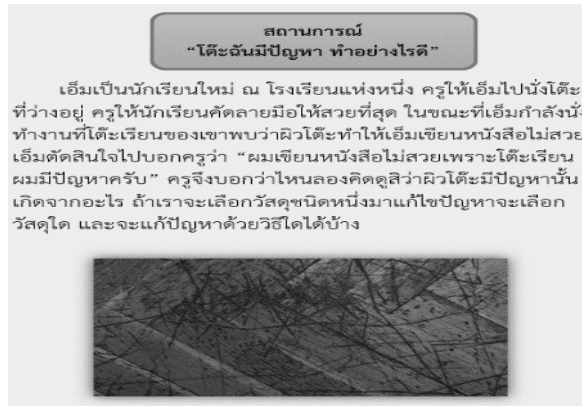 สถานการณ์
“โต๊ะฉันมีปัญหา ทำอย่างไรดี”
เอ็มเป็นนักเรียนใหม่ ณ โรงเรียนแห่งหนึ่ง ครูให้เอ็มไปนั่งโต๊ะ
ที่ว่างอยู่ ครูให้นักเรียนคัดลายมือให้สวยที่สุด ในขณะที่เอ็มกำลังนั่ง
ทำงานที่โต๊ะเรียนของเขาพบว่าผิวโต๊ะทำให้เอ็มเขียนหนังสือไม่สวย
เอ็มตัดสินใจไปบอกครูว่า “ผมเขียนหนังสือไม่สวยเพราะโต๊ะเรียน
ผมมีปัญหาครับ” ครูจึงบอกว่าไหนลองคิดดูสิว่าผิวโต๊ะมีปัญหานั้น
เกิดจากอะไร ถ้าเราจะเลือกวัสดุชนิดหนึ่งมาแก้ไขปัญหาจะเลือก
วัสดุใด และจะแก้ปัญหาด้วยวิธีใดได้บ้าง